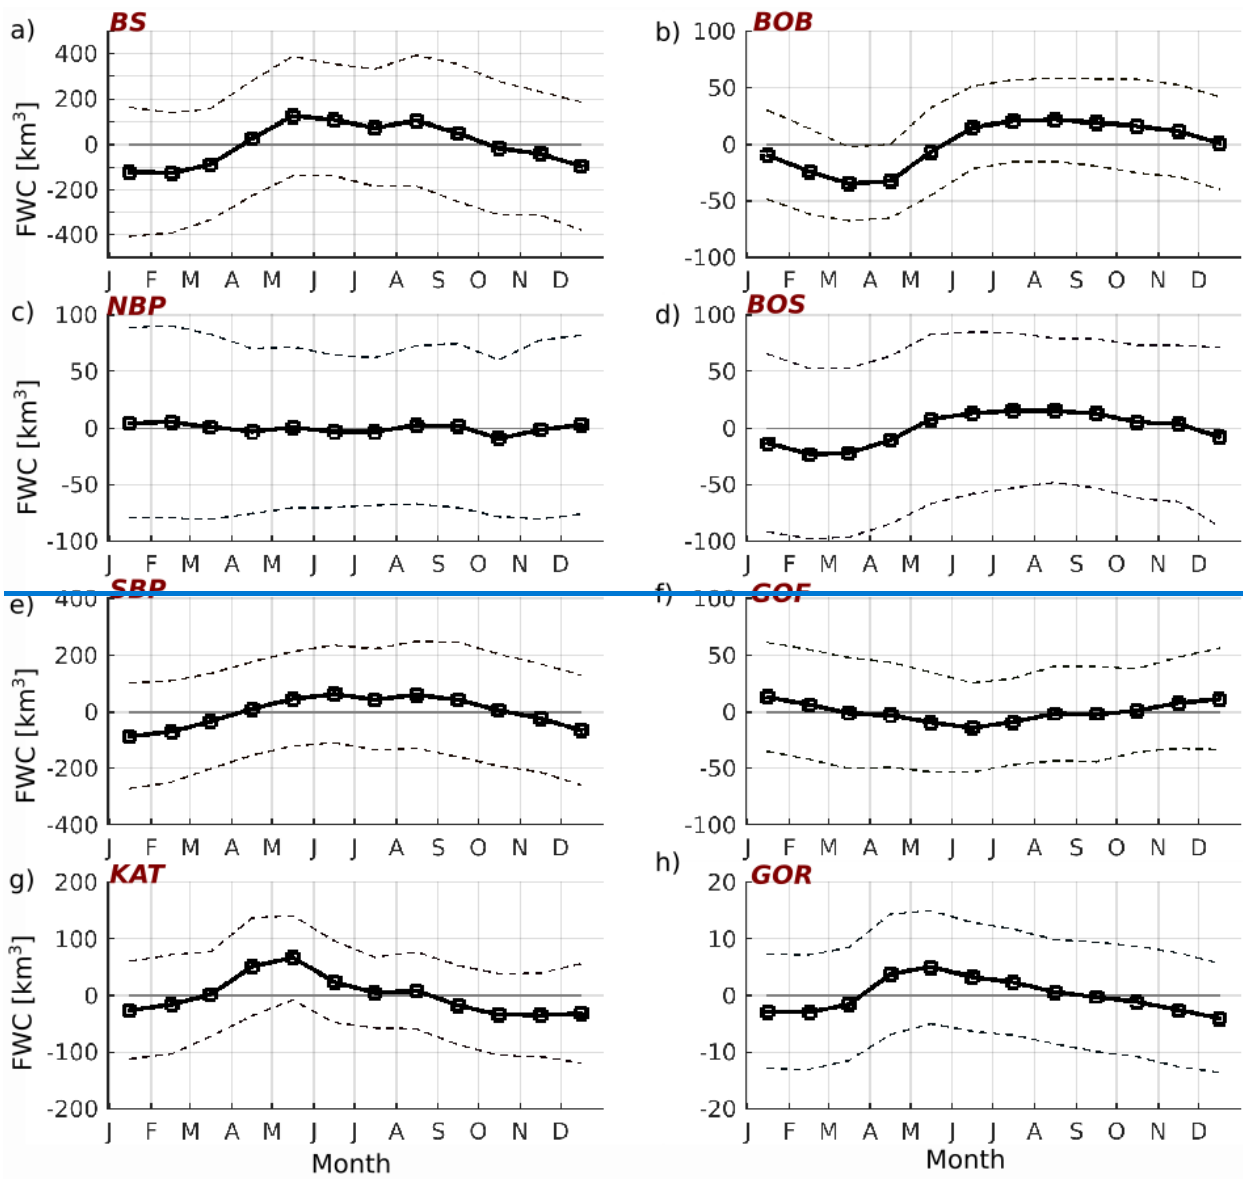 a) BS
b) BOB
FWC [km³]
400
200
0
-200
-400
J F M A M J J A S O N D
100
50
0
-50
-100
J F M A M J J A S O N D
c) NBP
d) BOS
FWC [km³]
100
50
0
-50
-100
J F M A M J J A S O N D
100
50
0
-50
-100
J F M A M J J A S O N D
e) SBP
f) GOF
FWC [km³]
400
200
0
-200
-400
J F M A M J J A S O N D
100
50
0
-50
-100
J F M A M J J A S O N D
g) KAT
h) GOR
FWC [km³]
200
100
0
-100
-200
J F M A M J J A S O N D
Month
20
10
0
-10
-20
J F M A M J J A S O N D
Month